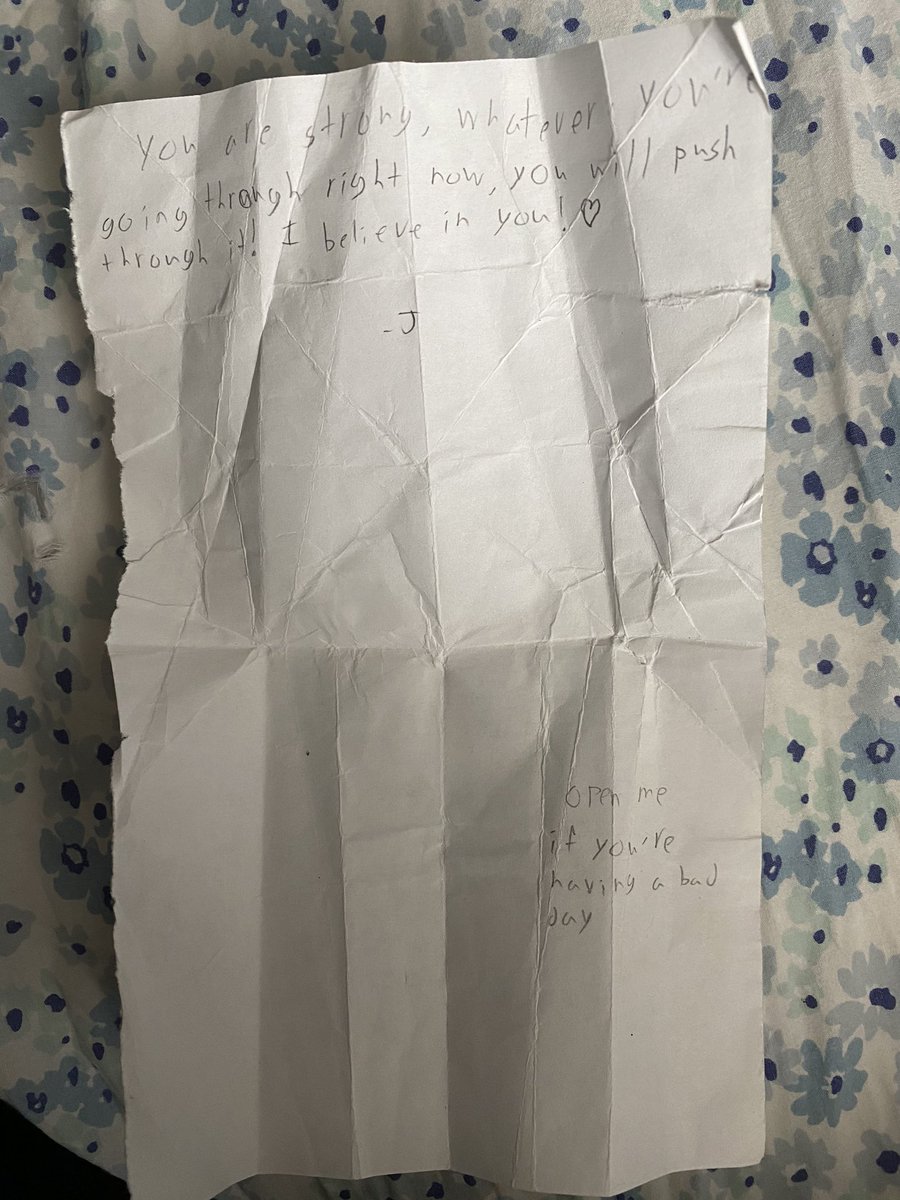 You are strong, whatever you're
going through right now, you will push
through it! I believe in you! ♡
-J
open me
if you're
having a bad
day